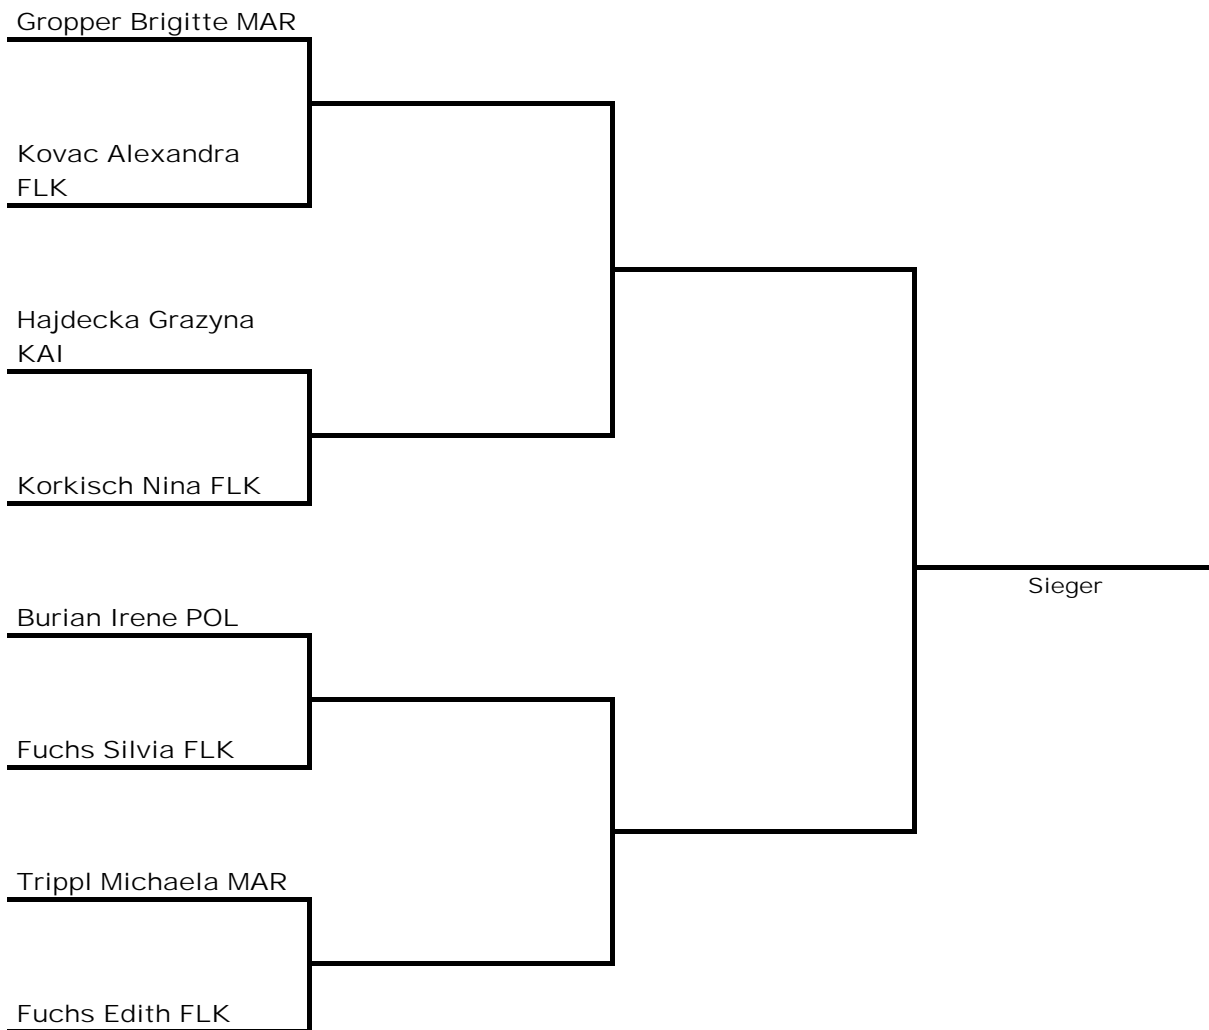 Gropper Brigitte MAR
Kovac Alexandra
FLK
Hajdecka Grazyna
KAI
Korkisch Nina FLK
Sieger
Burian Irene POL
Fuchs Silvia FLK
Trippl Michaela MAR
Fuchs Edith FLK